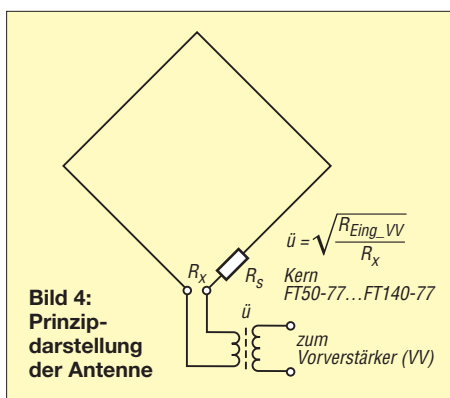 R_x
R_s
ü = √(R_Eing_VV / R_x)
Kern
FT50-77...FT140-77
ü
zum
Vorverstärker (VV)
Bild 4:
Prinzip-
darstellung
der Antenne